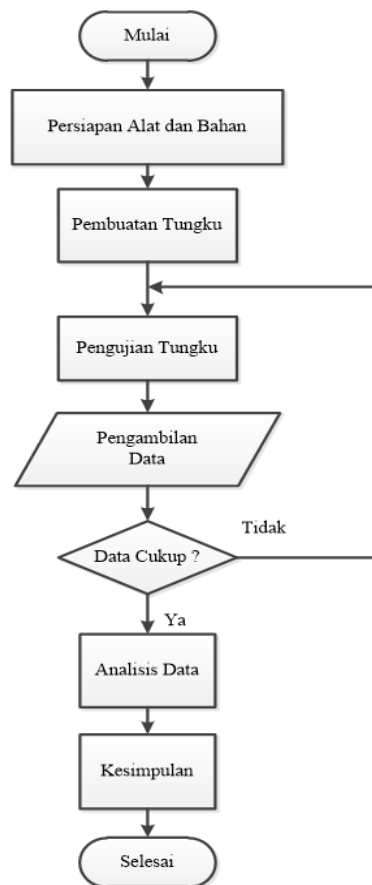 Mulai
Persiapan Alat dan Bahan
Pembuatan Tungku
Pengujian Tungku
Pengambilan
Data
Data Cukup ?
Tidak
Ya
Analisis Data
Kesimpulan
Selesai